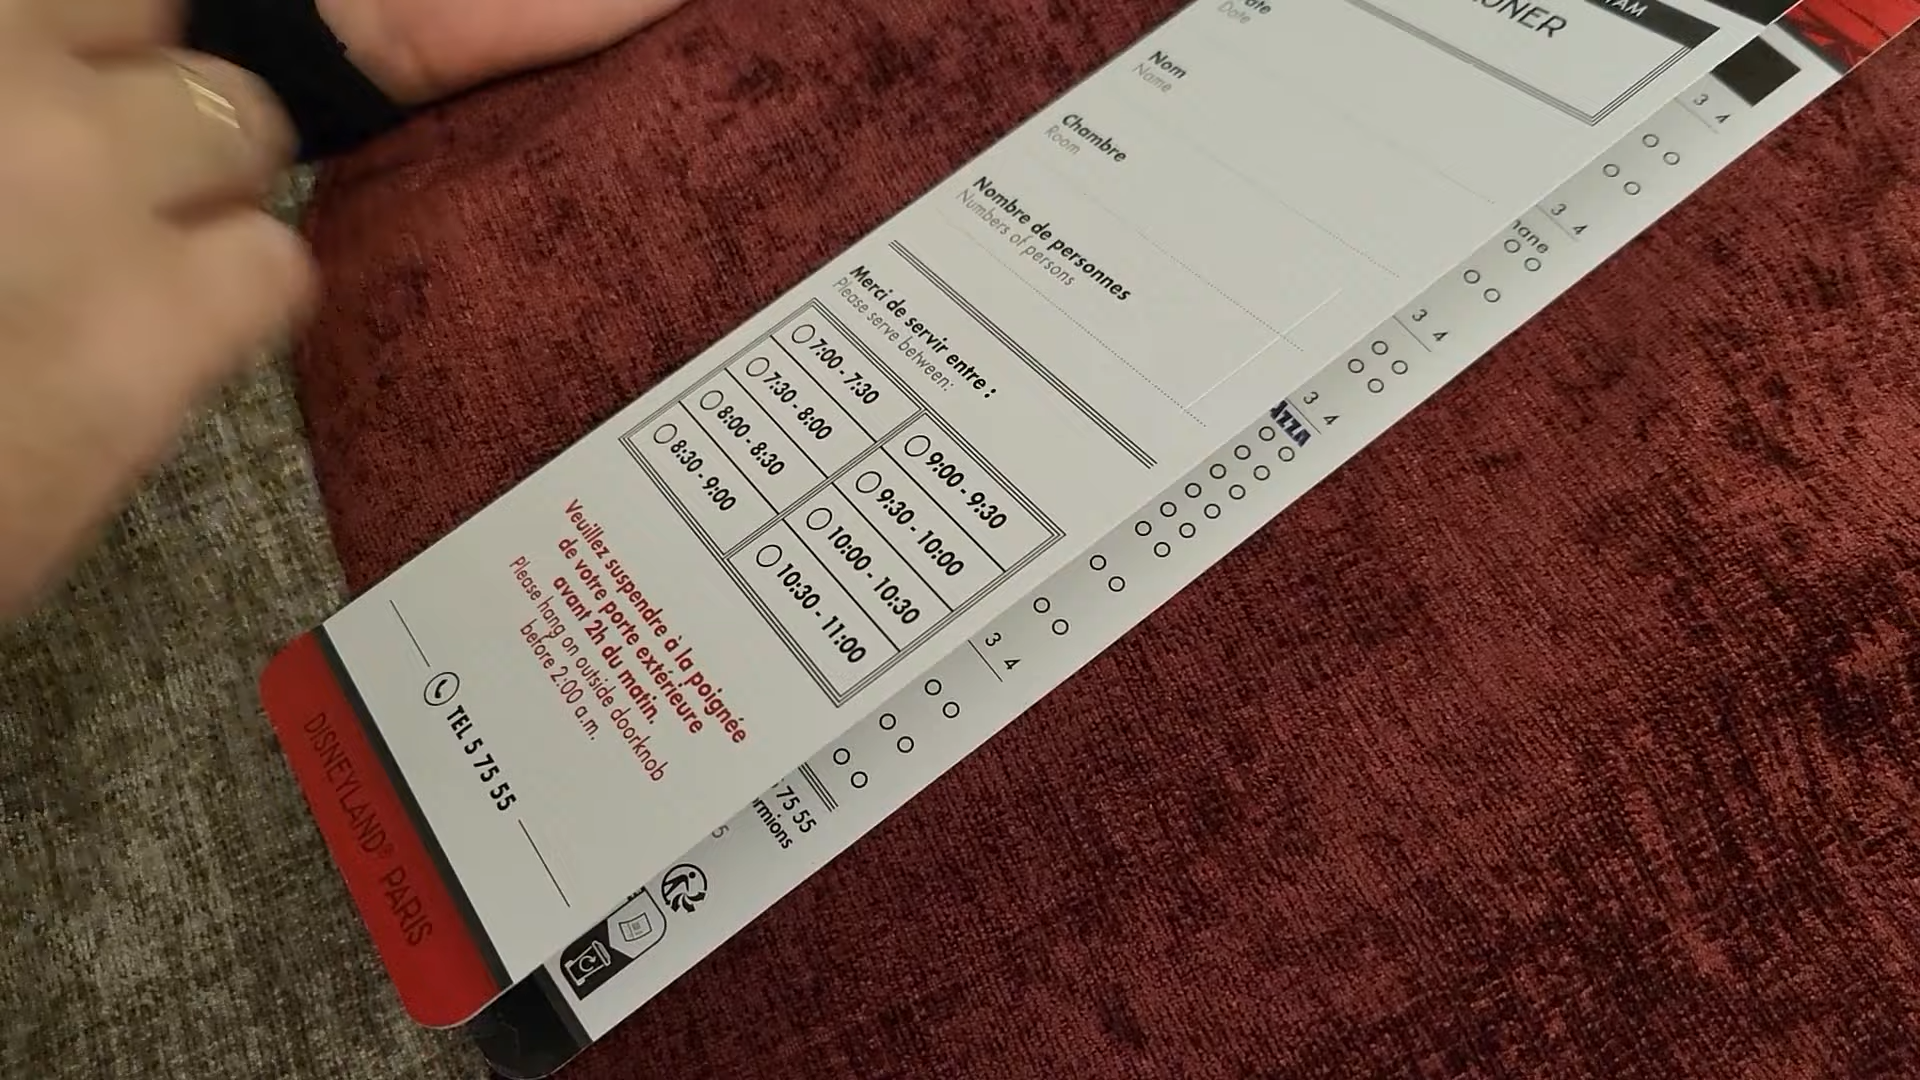 Date
Nom
Name
Chambre
Room
Nombre de personnes
Numbers of persons
Merci de servir entre :
Please serve between:
7:00 - 7:30
7:30 - 8:00
8:00 - 8:30
8:30 - 9:00
9:00 - 9:30
9:30 - 10:00
10:00 - 10:30
10:30 - 11:00
Veuillez suspendre à la poignée
de votre porte extérieure
avant 2h du matin.
Please hang on outside doorknob
before 2:00 a.m.
TEL 5 75 55
DISNEYLAND® PARIS
3 4
3 4
3 4
3 4
3 4
75 55